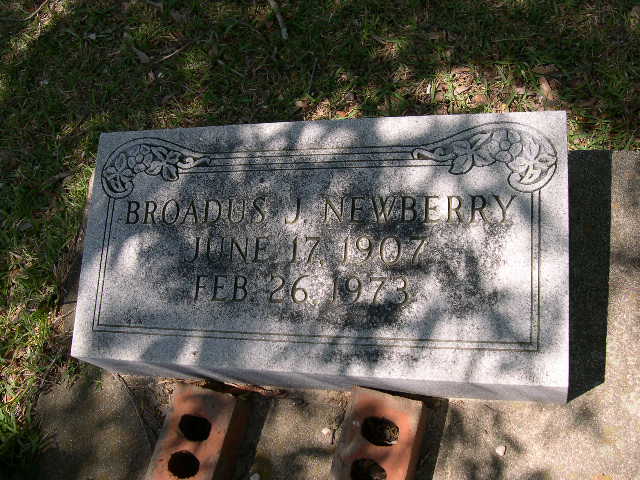 BROADUS J. NEWBERRY
JUNE 17, 1907
FEB. 26, 1973